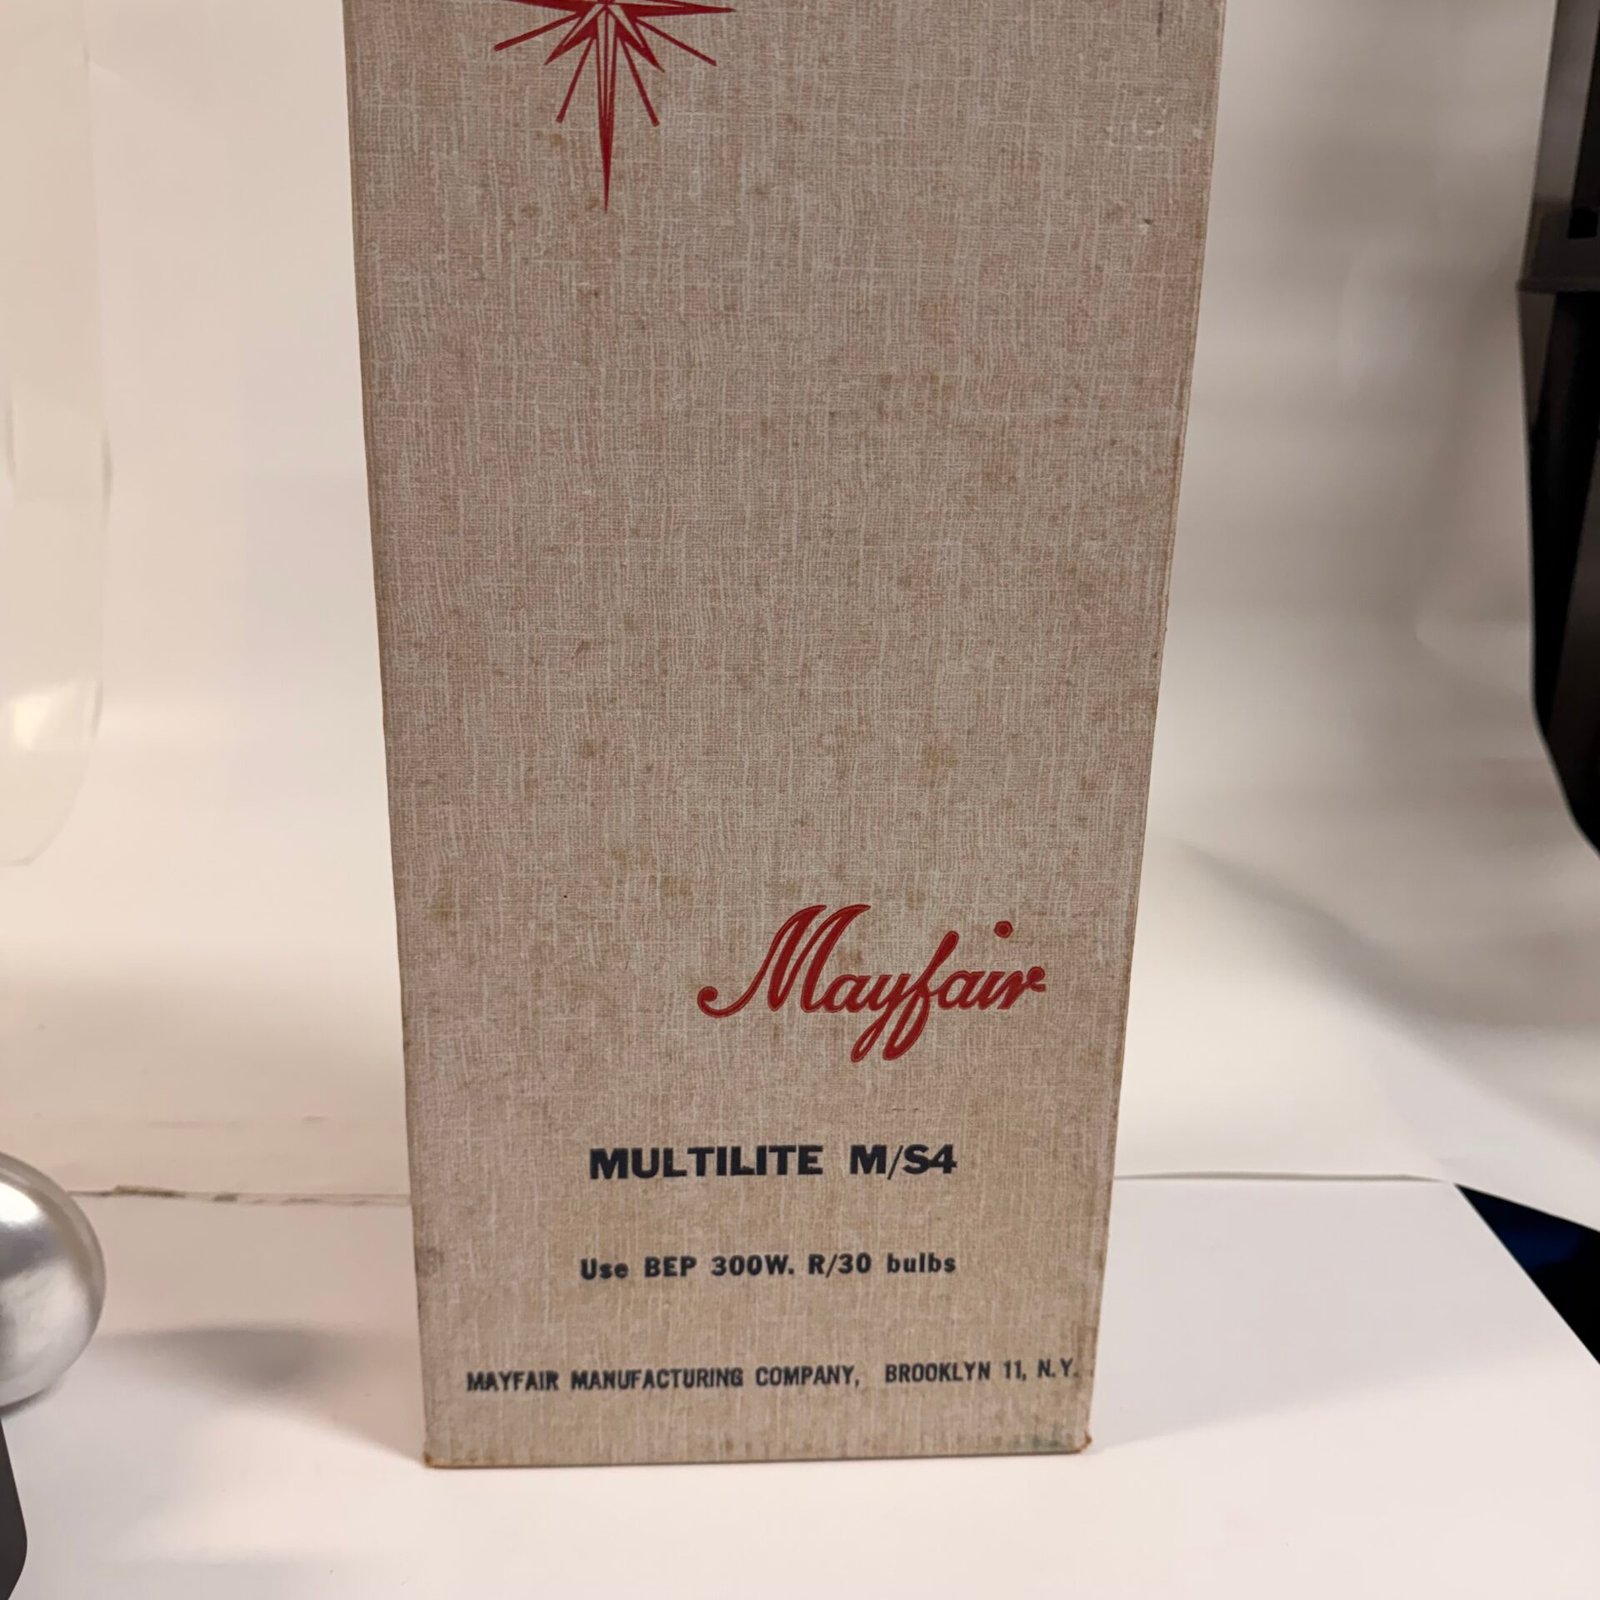 Mayfair
MULTILITE M/S4
Use BEP 300W. R/30 bulbs
MAYFAIR MANUFACTURING COMPANY, BROOKLYN 11, N.Y.